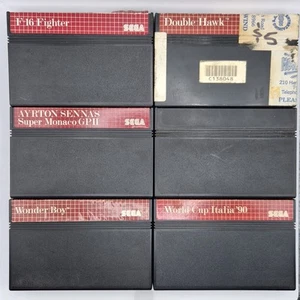 F-16 Fighter
SEGA
Double Hawk
$5
C136048
AYRTON SENNA'S
Super Monaco GP II
SEGA
Wonder Boy
SEGA
World Cup Italia '90
SEGA